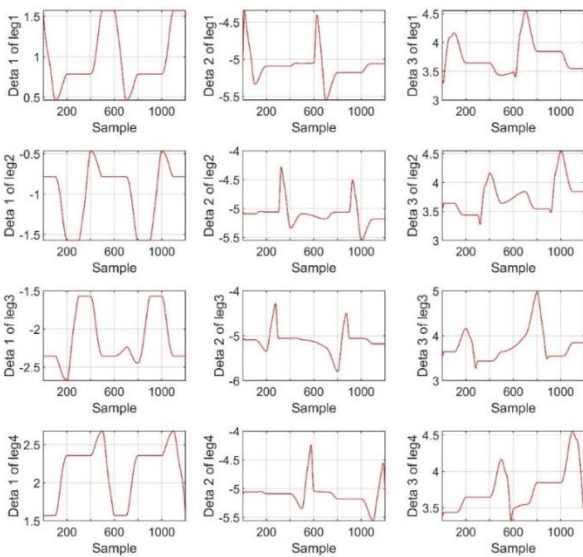 Deta 1 of leg1
1.5
1
0.5
200 600 1000
Sample
Deta 2 of leg1
-4.5
-5
-5.5
200 600 1000
Sample
Deta 3 of leg1
4.5
4
3.5
3
200 600 1000
Sample
Deta 1 of leg2
-0.5
-1
-1.5
200 600 1000
Sample
Deta 2 of leg2
-4
-4.5
-5
-5.5
200 600 1000
Sample
Deta 3 of leg2
4.5
4
3.5
3
200 600 1000
Sample
Deta 1 of leg3
-1.5
-2
-2.5
200 600 1000
Sample
Deta 2 of leg3
-4
-5
-6
200 600 1000
Sample
Deta 3 of leg3
5
4
3
200 600 1000
Sample
Deta 1 of leg4
2.5
2
1.5
200 600 1000
Sample
Deta 2 of leg4
-4
-4.5
-5
-5.5
200 600 1000
Sample
Deta 3 of leg4
4.5
4
3.5
200 600 1000
Sample